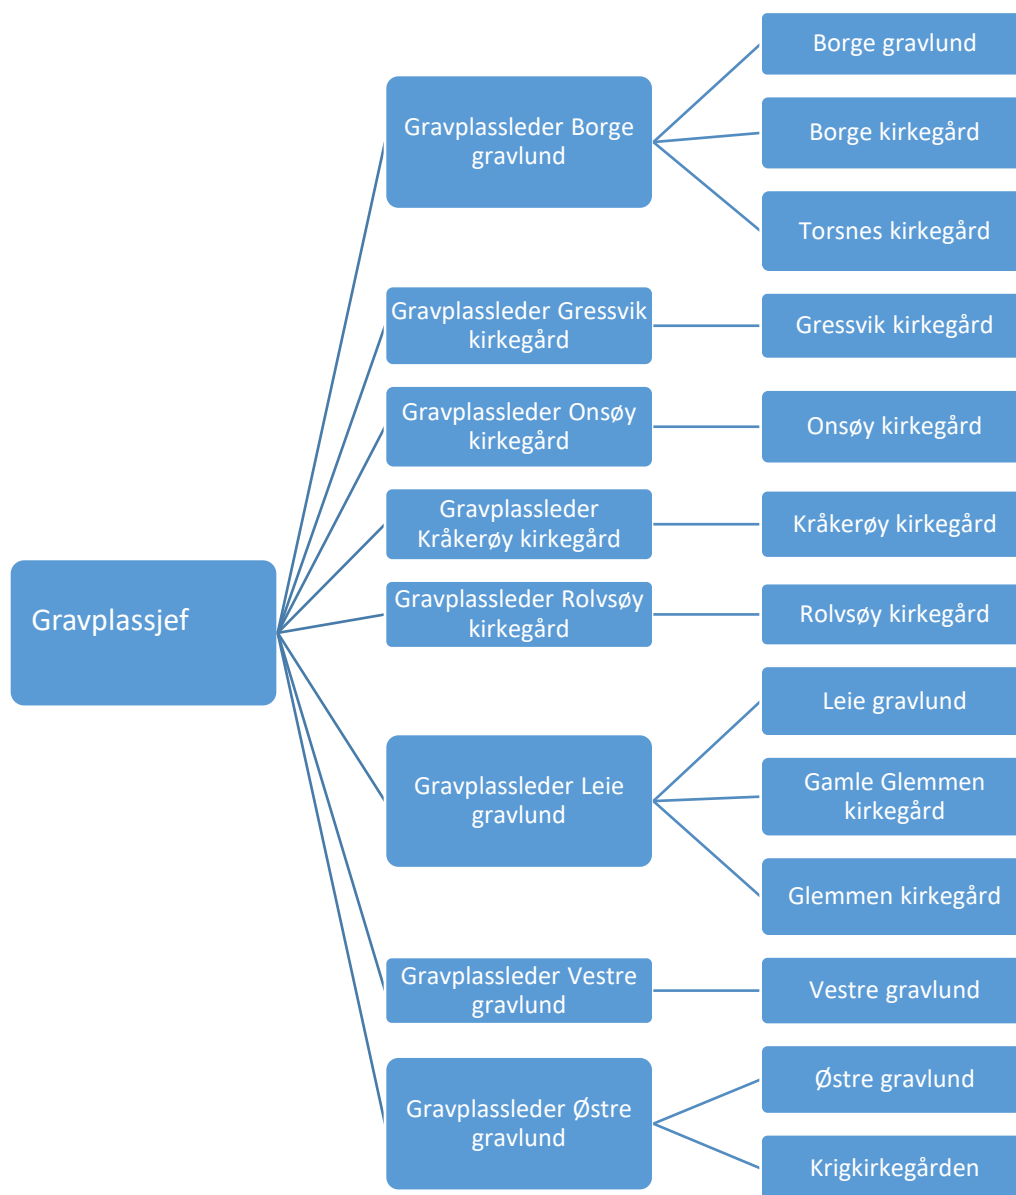 Gravplassjef
Gravplassleder Borge
gravlund
Borge gravlund
Borge kirkegård
Torsnes kirkegård
Gravplassleder Gressvik
kirkegård
Gressvik kirkegård
Gravplassleder Onsøy
kirkegård
Onsøy kirkegård
Gravplassleder
Kråkerøy kirkegård
Kråkerøy kirkegård
Gravplassleder Rolvsøy
kirkegård
Rolvsøy kirkegård
Gravplassleder Leie
gravlund
Leie gravlund
Gamle Glemmen
kirkegård
Glemmen kirkegård
Gravplassleder Vestre
gravlund
Vestre gravlund
Gravplassleder Østre
gravlund
Østre gravlund
Krigkirkegården